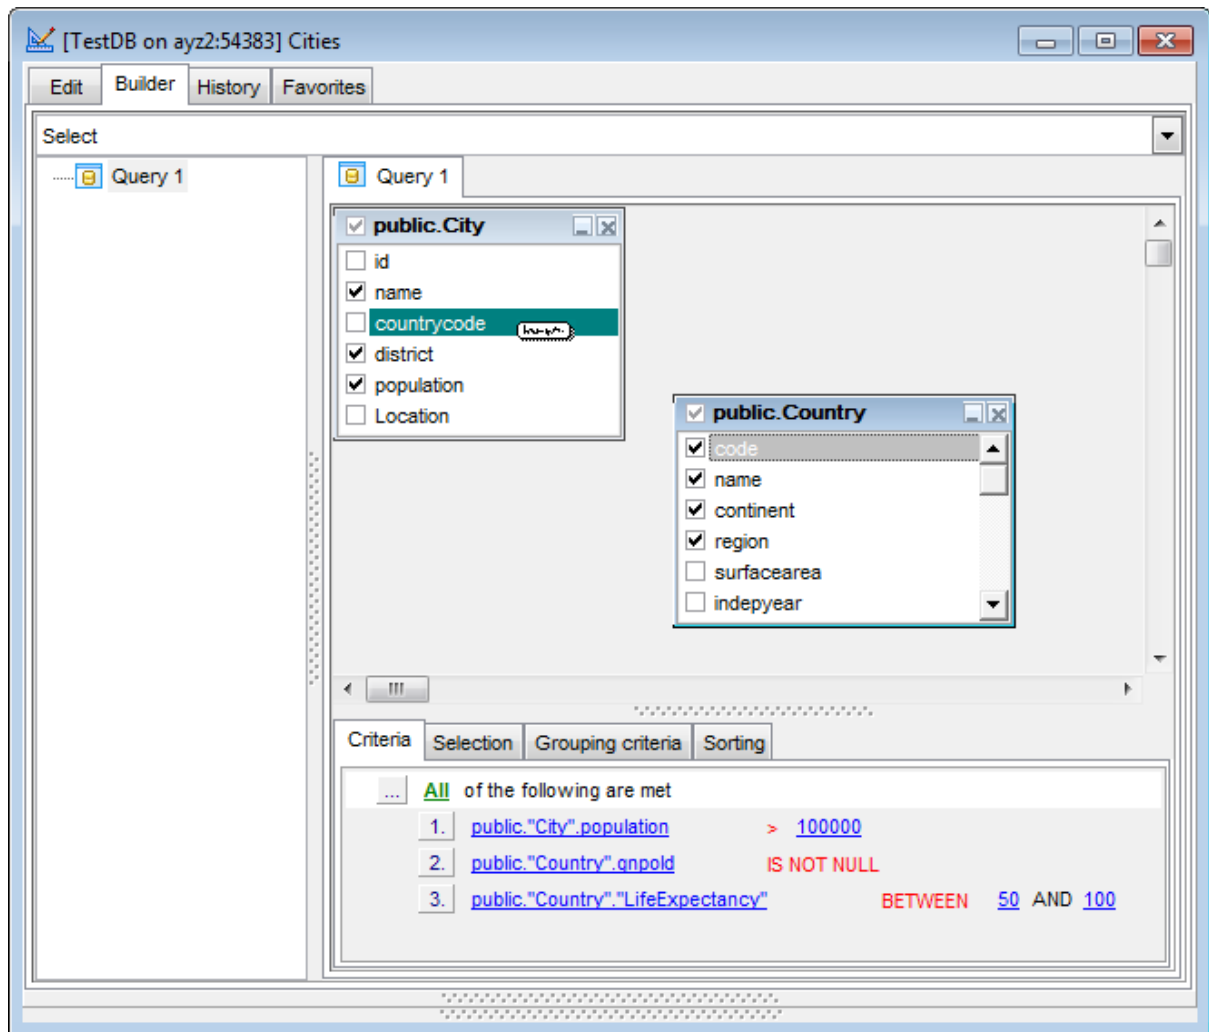 [TestDB on ayz2:54383] Cities
Edit Builder History Favorites
Select
Query 1
Query 1
public.City
id
name
countrycode
district
population
Location
public.Country
code
name
continent
region
surfacearea
indepyear
Criteria Selection Grouping criteria Sorting
... All of the following are met
1. public."City".population > 100000
2. public."Country".gnpold IS NOT NULL
3. public."Country"."LifeExpectancy" BETWEEN 50 AND 100